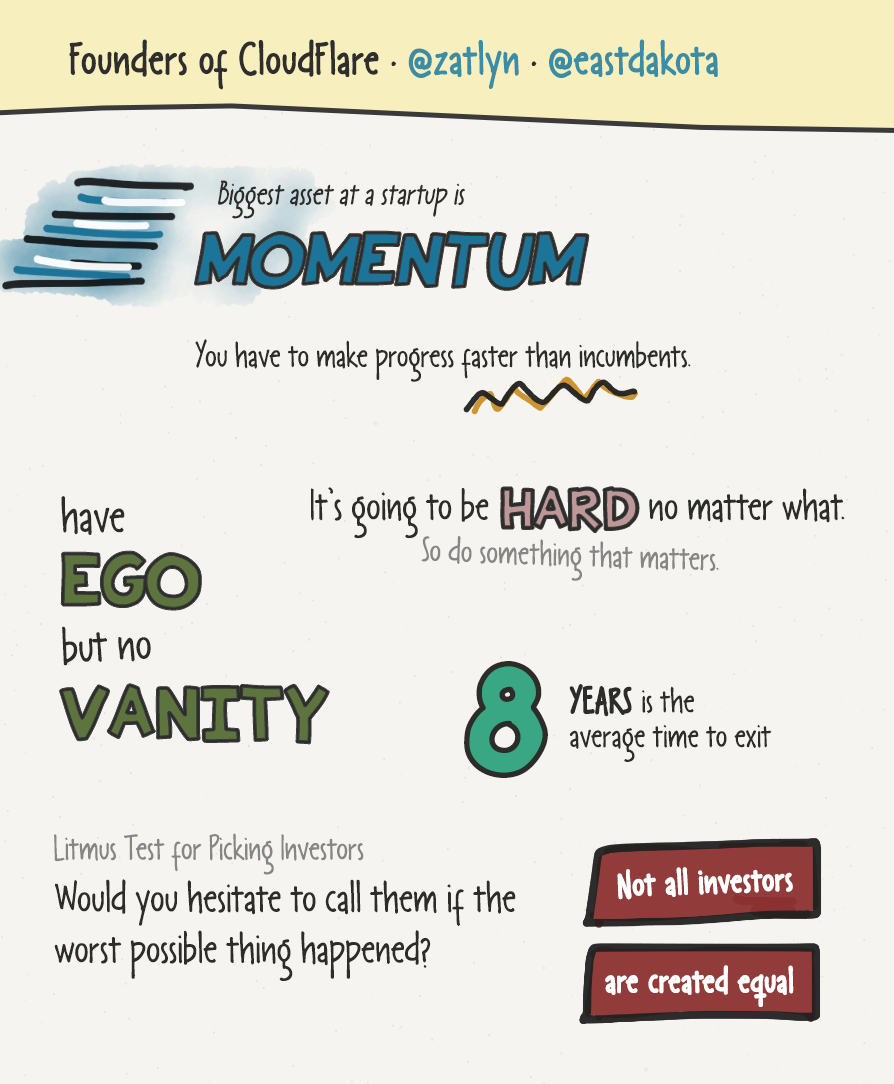 Founders of CloudFlare · @zatlyn · @eastdakota
Biggest asset at a startup is
MOMENTUM
You have to make progress faster than incumbents.
have
EGO
but no
VANITY
It's going to be HARD no matter what.
So do something that matters.
8 YEARS is the
average time to exit
Litmus Test for Picking Investors
Would you hesitate to call them if the
worst possible thing happened?
Not all investors
are created equal